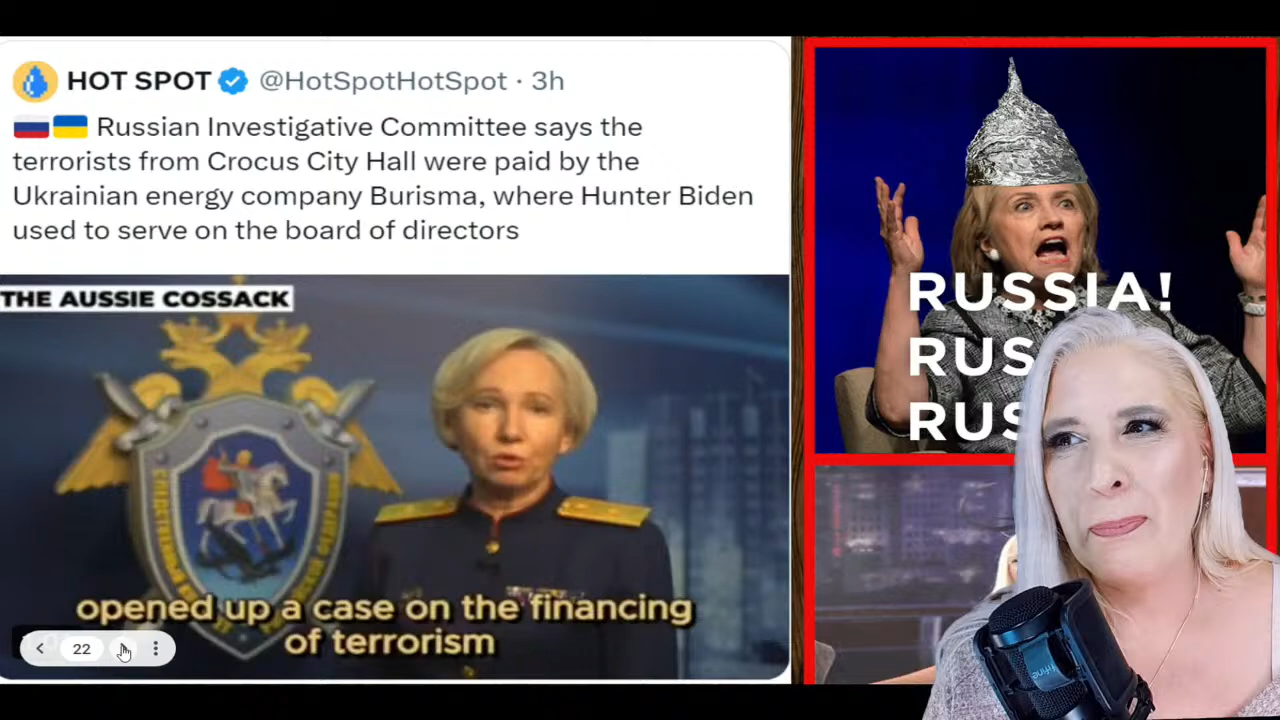 HOT SPOT @HotSpotHotSpot · 3h
🇷🇺🇺🇦 Russian Investigative Committee says the
terrorists from Crocus City Hall were paid by the
Ukrainian energy company Burisma, where Hunter Biden
used to serve on the board of directors
THE AUSSIE COSSACK
opened up a case on the financing
of terrorism
22
RUSSIA!
RUS
RUS
fifine